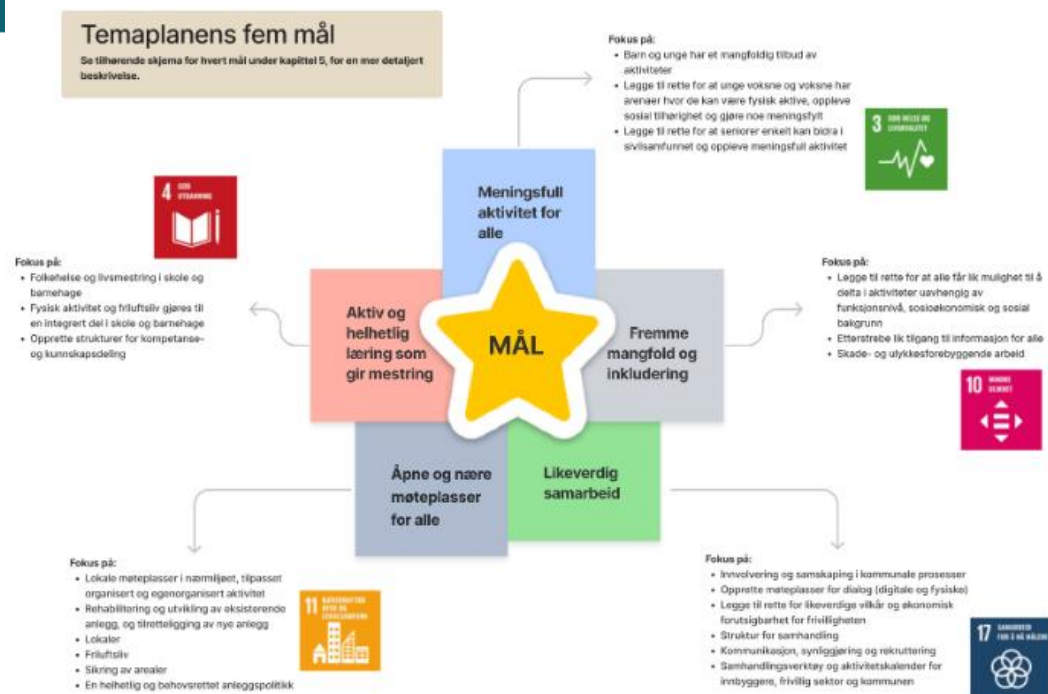 Temaplanens fem mål
Se tilhørende skjema for hvert mål under kapittel 5, for en mer detaljert
beskrivelse.
Fokus på:
• Barn og unge har et mangfoldig tilbud av
aktiviteter
• Legge til rette for at unge voksne og voksne har
arenaer hvor de kan være fysisk aktive, oppleve
sosial tilhørighet og gjøre noe meningsfylt
• Legge til rette for at seniorer enkelt kan bidra i
sivilsamfunnet og oppleve meningsfull aktivitet
3 GOD HELSE OG
LIVSKVALITET
Meningsfull
aktivitet for
alle
4 GOD
UTDANNING
Fokus på:
• Folkehelse og livsmestring i skole og
barnehage
• Fysisk aktivitet og friluftsliv gjøres til
en integrert del i skole og barnehage
• Opprette strukturer for kompetanse-
og kunnskapsdeling
Aktiv og
helhetlig
læring som
gir mestring
MÅL
Fremme
mangfold og
inkludering
Fokus på:
• Legge til rette for at alle får lik mulighet til å
delta i aktiviteter uavhengig av
funksjonsnivå, sosioøkonomisk og sosial
bakgrunn
• Etterstrebe lik tilgang til informasjon for alle
• Skade- og ulykkesforebyggende arbeid
10 MINDRE
ULIKHET
Åpne og nære
møteplasser
for alle
Likeverdig
samarbeid
Fokus på:
• Lokale møteplasser i nærmiljøet, tilpasset
organisert og egenorganisert aktivitet
• Rehabilitering og utvikling av eksisterende
anlegg, og tilrettelegging av nye anlegg
• Lokaler
• Friluftsliv
• Sikring av arealer
• En helhetlig og behovsrettet anleggspolitikk
11 BÆREKRAFTIGE
BYER OG
LOKALSAMFUNN
Fokus på:
• Innvolvering og samskaping i kommunale prosesser
• Opprette møteplasser for dialog (digitale og fysiske)
• Legge til rette for likeverdige vilkår og økonomisk
forutsigbarhet for frivilligheten
• Struktur for samhandling
• Kommunikasjon, synliggjøring og rekruttering
• Samhandlingsverktøy og aktivitetskalender for
innbyggere, frivillig sektor og kommunen
17 SAMARBEID
FOR Å NÅ MÅLENE